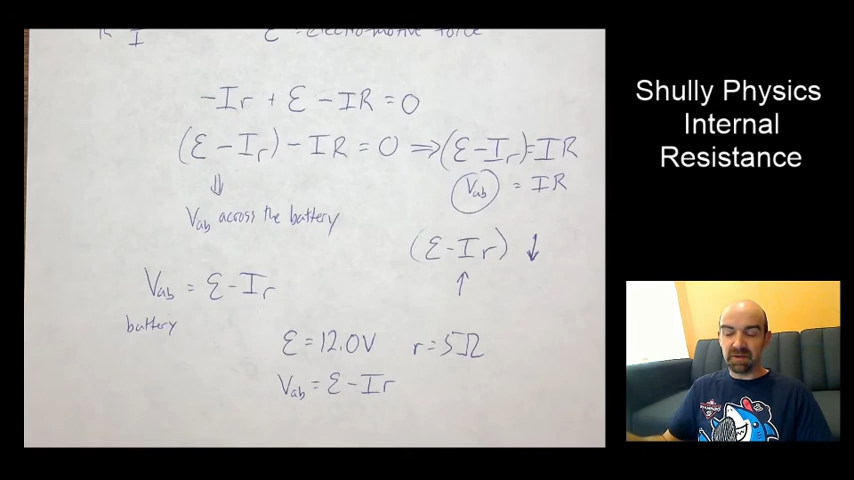 I
ε = electro-motive force
-Ir + ε - IR = 0
(ε - Ir) - IR = 0 ⇒ (ε - Ir) = IR
⇓
Vab = IR
Vab across the battery
(ε - Ir) ↓
↑
Vab = ε - Ir
battery
ε = 12.0V r = 5Ω
Vab = ε - Ir
Shully Physics
Internal
Resistance